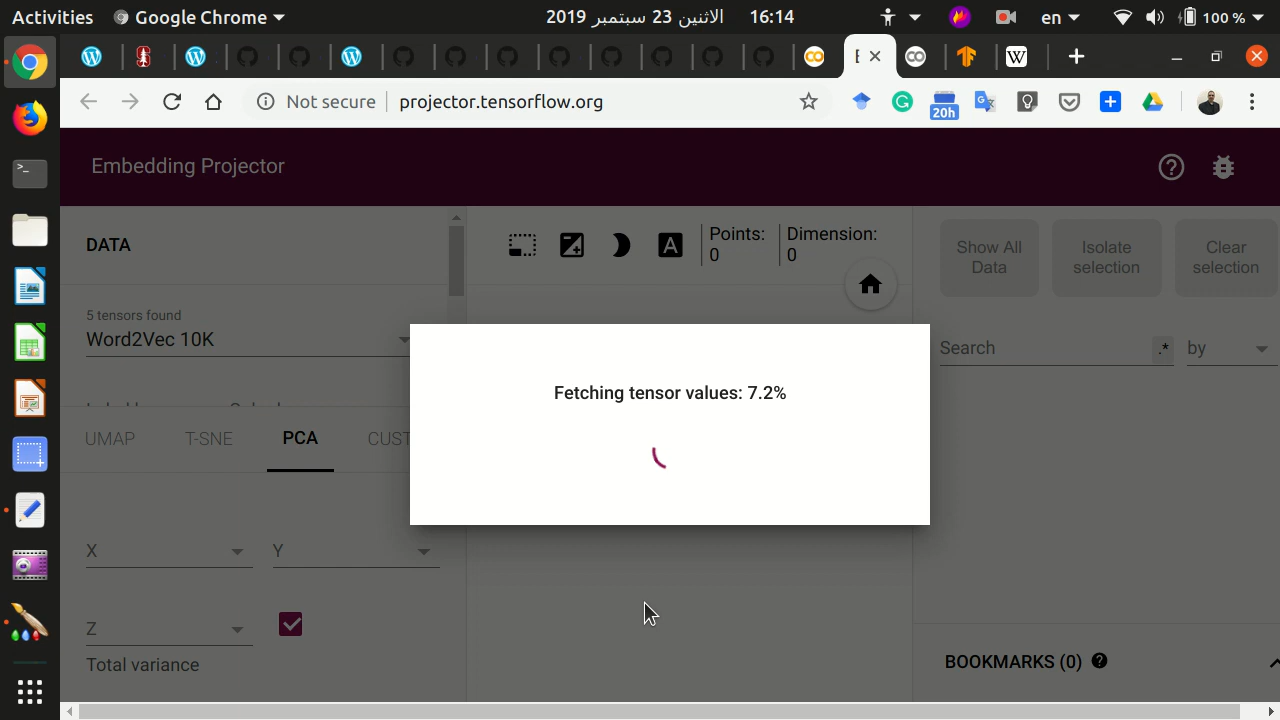 Activities
Google Chrome
الاثنين 23 سبتمبر 2019
16:14
en
100 %
Not secure
projector.tensorflow.org
20h
Embedding Projector
DATA
5 tensors found
Word2Vec 10K
UMAP
T-SNE
PCA
CUST
X
Y
Z
Total variance
A
Points:
0
Dimension:
0
Fetching tensor values: 7.2%
Show All
Data
Isolate
selection
Clear
selection
Search
.*
by
BOOKMARKS (0)